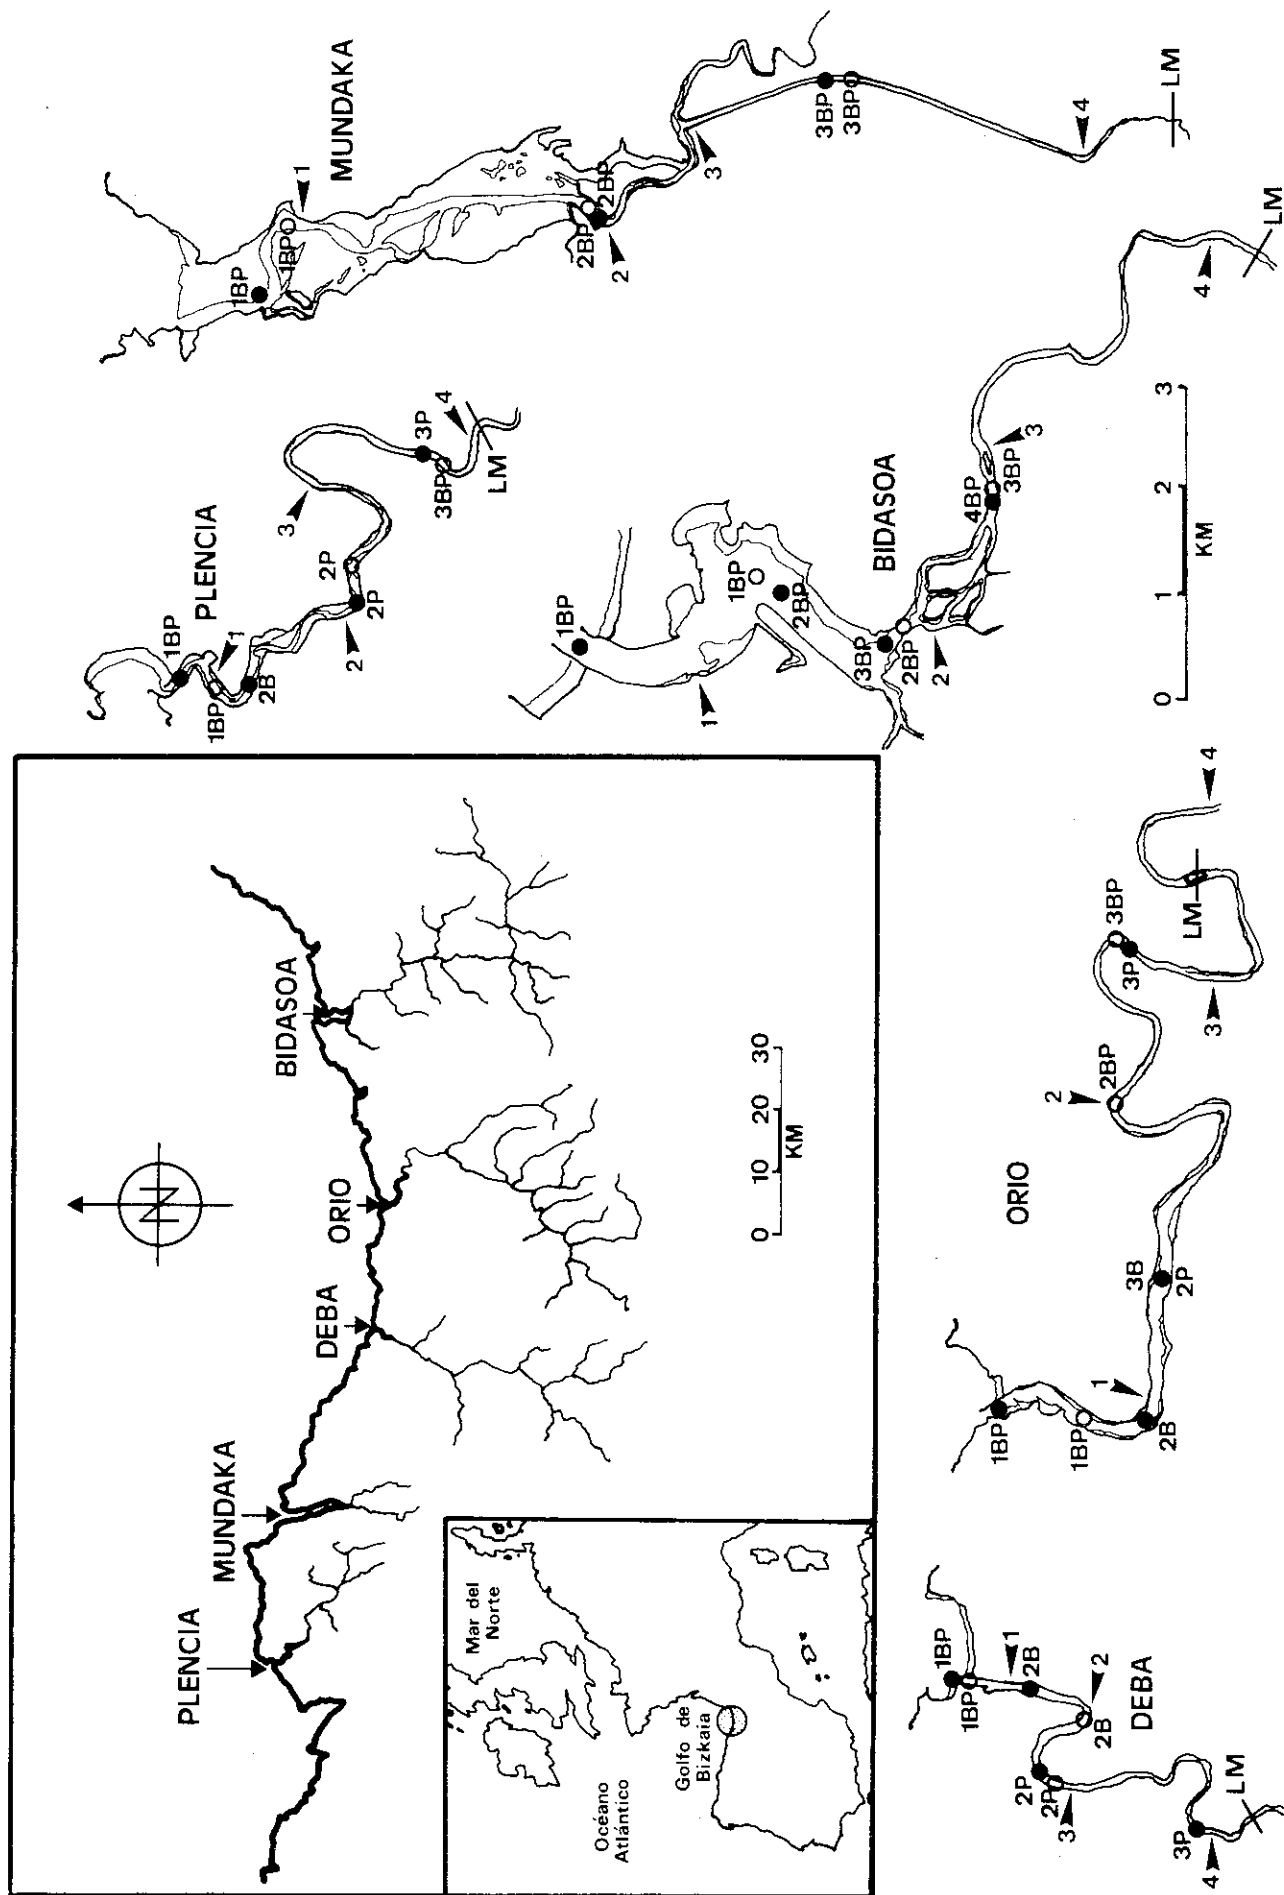 PLENCIA
MUNDAKA
DEBA
ORIO
BIDASOA
N
0 10 20 30
KM
Mar del
Norte
Océano
Atlántico
Golfo de
Bizkaia
PLENCIA
1BP
1BP
1
2B
2
2P
2P
3
3P
3BP
4
LM
MUNDAKA
1BP
1BP
1
2BP
2BP
2
3
3BP
3BP
4
LM
BIDASOA
1BP
1
1BP
2BP
3BP
2BP
2
4BP
3BP
3
4
LM
0 1 2 3
KM
DEBA
1BP
1BP
1
2B
2
2B
2P
2P
3
3P
4
LM
ORIO
1BP
1BP
1
2B
3B
2P
2
2BP
3BP
3P
3
LM
4